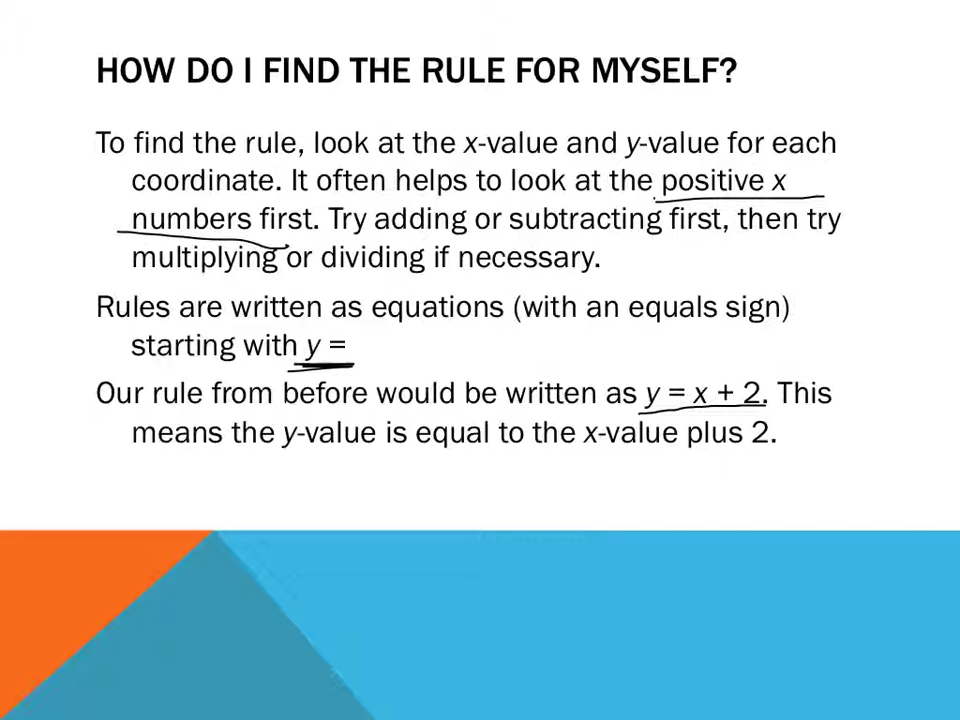 HOW DO I FIND THE RULE FOR MYSELF?
To find the rule, look at the x-value and y-value for each
coordinate. It often helps to look at the positive x
numbers first. Try adding or subtracting first, then try
multiplying or dividing if necessary.
Rules are written as equations (with an equals sign)
starting with y =
Our rule from before would be written as y = x + 2. This
means the y-value is equal to the x-value plus 2.